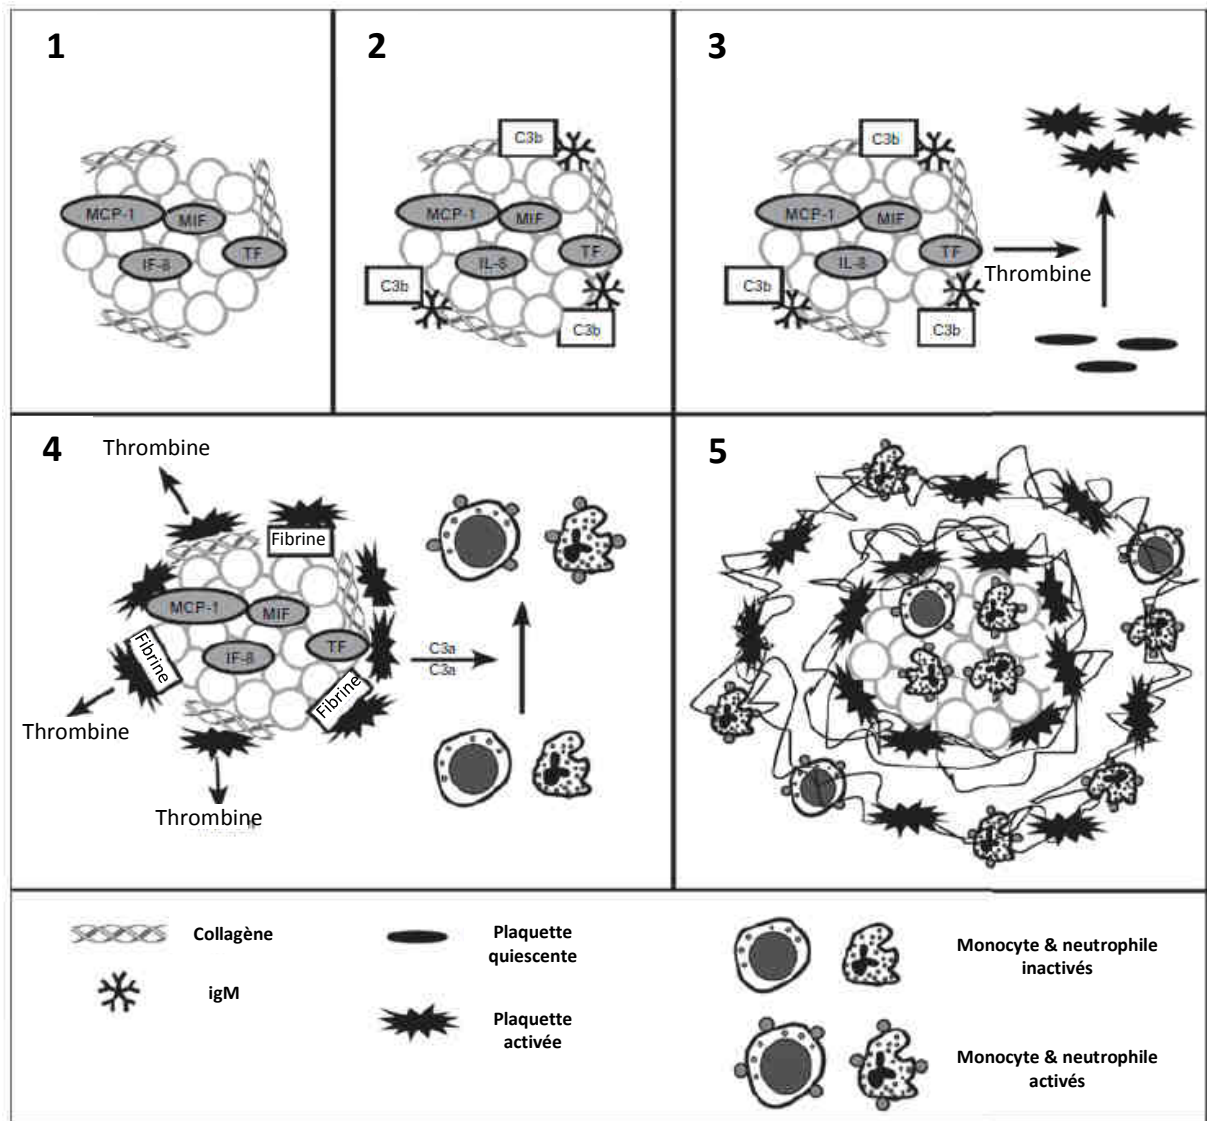 1
2
3
C3b
C3b
MCP-1
MIF
TF
IF-8
MCP-1
MIF
TF
IL-8
C3b
C3b
MCP-1
MIF
TF
IL-8
Thrombine
C3b
C3b
4
5
Thrombine
Fibrine
MCP-1
MIF
TF
IF-8
Fibrine
Fibrine
C3a
C3a
Thrombine
Thrombine
Collagène
igM
Plaquette
quiescente
Plaquette
activée
Monocyte & neutrophile
inactivés
Monocyte & neutrophile
activés